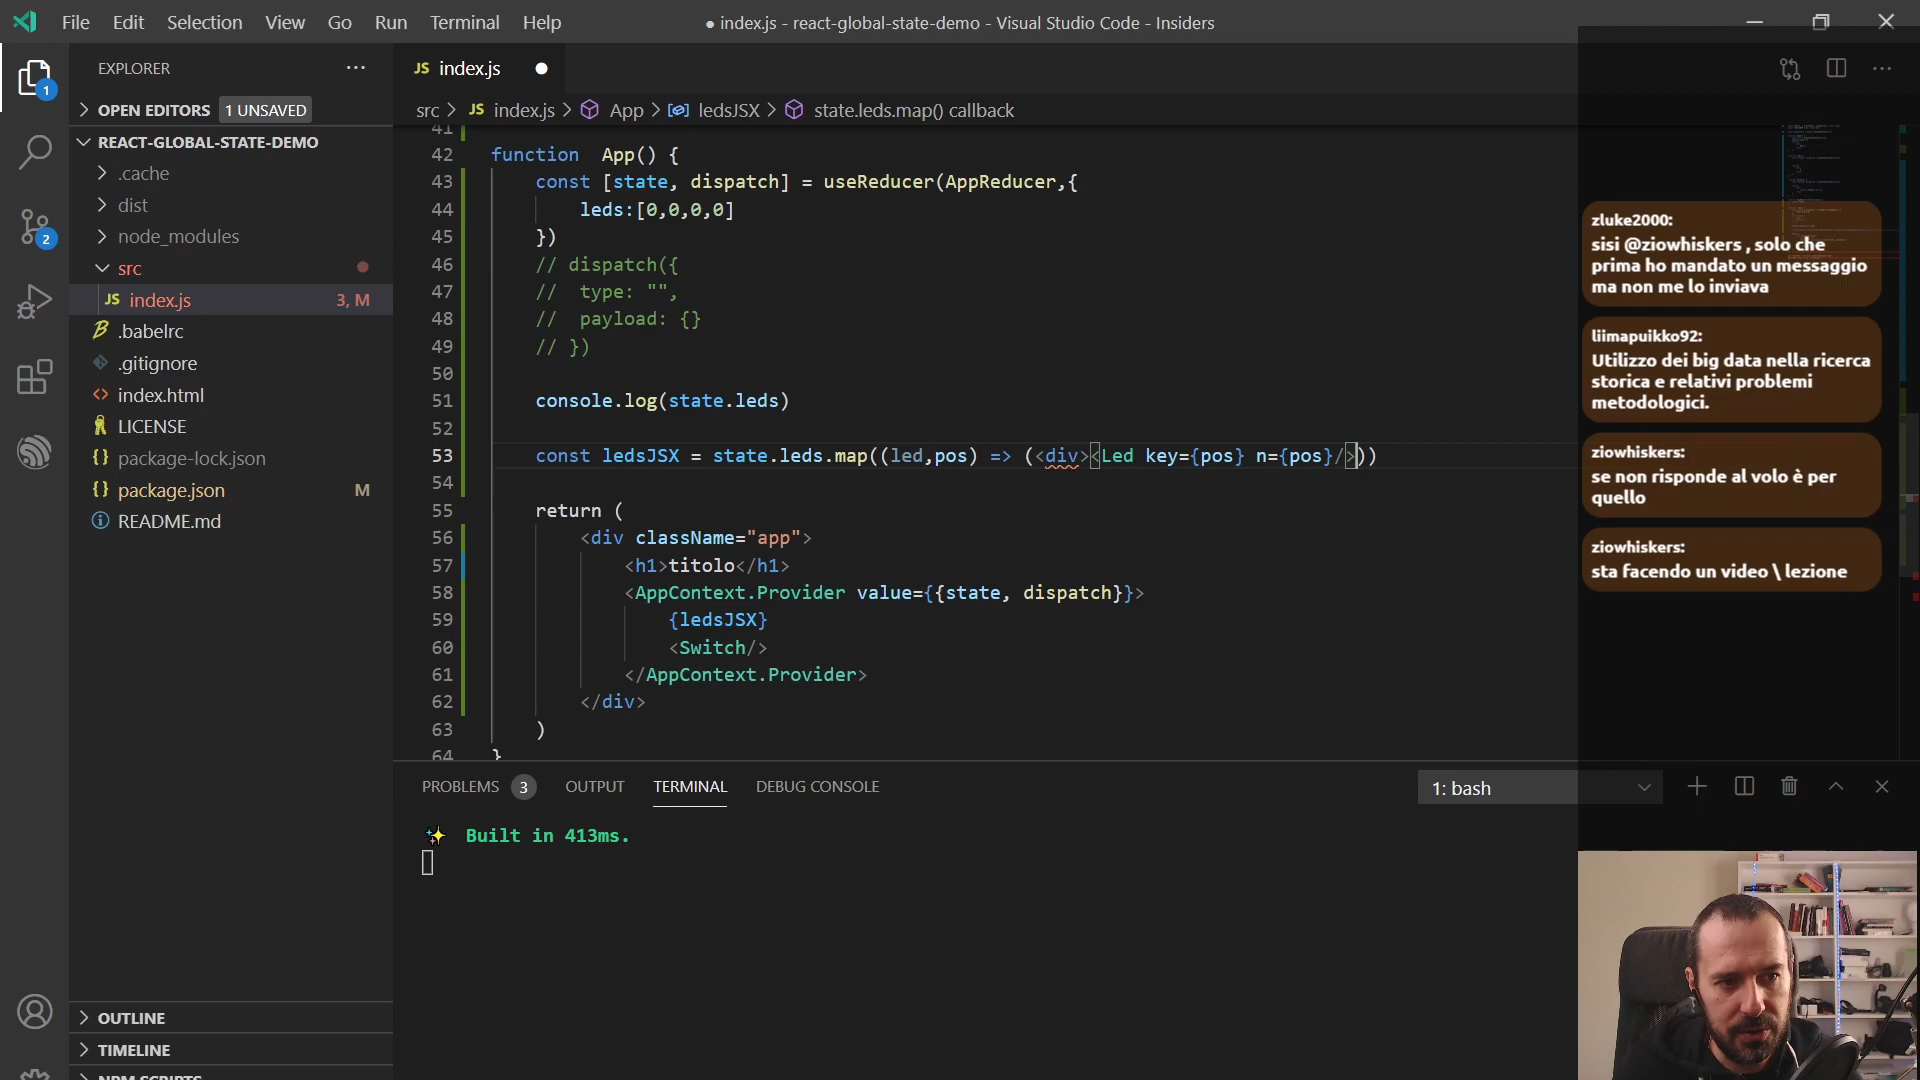 File Edit Selection View Go Run Terminal Help
● index.js - react-global-state-demo - Visual Studio Code - Insiders
EXPLORER
JS index.js
OPEN EDITORS 1 UNSAVED
src > JS index.js > App > ledsJSX > state.leds.map() callback
REACT-GLOBAL-STATE-DEMO
.cache
dist
node_modules
src
JS index.js 3, M
.babelrc
.gitignore
index.html
LICENSE
package-lock.json
package.json M
README.md
OUTLINE
TIMELINE
NPM SCRIPTS
1
2
41
42 function App() {
43 const [state, dispatch] = useReducer(AppReducer,{
44 leds:[0,0,0,0]
45 })
46 // dispatch({
47 // type: "",
48 // payload: {}
49 // })
50
51 console.log(state.leds)
52
53 const ledsJSX = state.leds.map((led,pos) => (<div><Led key={pos} n={pos}/>))
54
55 return (
56 <div className="app">
57 <h1>titolo</h1>
58 <AppContext.Provider value={{state, dispatch}}>
59 {ledsJSX}
60 <Switch/>
61 </AppContext.Provider>
62 </div>
63 )
64 }
PROBLEMS 3 OUTPUT TERMINAL DEBUG CONSOLE 1: bash
✨ Built in 413ms.
zluke2000:
sisi @ziowhiskers , solo che
prima ho mandato un messaggio
ma non me lo inviava
liimapuikko92:
Utilizzo dei big data nella ricerca
storica e relativi problemi
metodologici.
ziowhiskers:
se non risponde al volo è per
quello
ziowhiskers:
sta facendo un video \ lezione